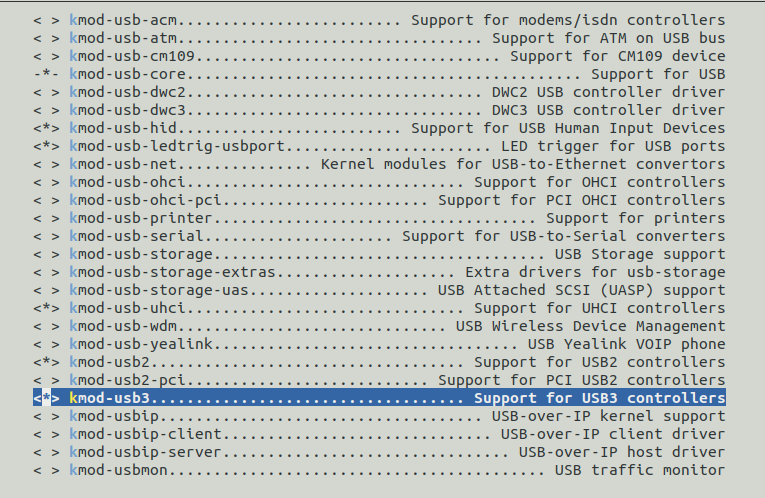 < > kmod-usb-acm......................... Support for modems/isdn controllers
< > kmod-usb-atm.................................. Support for ATM on USB bus
< > kmod-usb-cm109................................ Support for CM109 device
-*- kmod-usb-core............................................ Support for USB
< > kmod-usb-dwc2................................. DWC2 USB controller driver
< > kmod-usb-dwc3................................. DWC3 USB controller driver
<*> kmod-usb-hid......................... Support for USB Human Input Devices
<*> kmod-usb-ledtrig-usbport....................... LED trigger for USB ports
< > kmod-usb-net............... Kernel modules for USB-to-Ethernet convertors
< > kmod-usb-ohci................................ Support for OHCI controllers
< > kmod-usb-ohci-pci....................... Support for PCI OHCI controllers
< > kmod-usb-printer.................................... Support for printers
< > kmod-usb-serial..................... Support for USB-to-Serial converters
< > kmod-usb-storage..................................... USB Storage support
< > kmod-usb-storage-extras.................... Extra drivers for usb-storage
< > kmod-usb-storage-uas.................... USB Attached SCSI (UASP) support
<*> kmod-usb-uhci............................... Support for UHCI controllers
< > kmod-usb-wdm.............................. USB Wireless Device Management
< > kmod-usb-yealink.................................. USB Yealink VOIP phone
<*> kmod-usb2................................... Support for USB2 controllers
< > kmod-usb2-pci........................... Support for PCI USB2 controllers
<*> kmod-usb3................................... Support for USB3 controllers
< > kmod-usbip.................................... USB-over-IP kernel support
< > kmod-usbip-client.............................. USB-over-IP client driver
< > kmod-usbip-server................................ USB-over-IP host driver
< > kmod-usbmon.......................................... USB traffic monitor